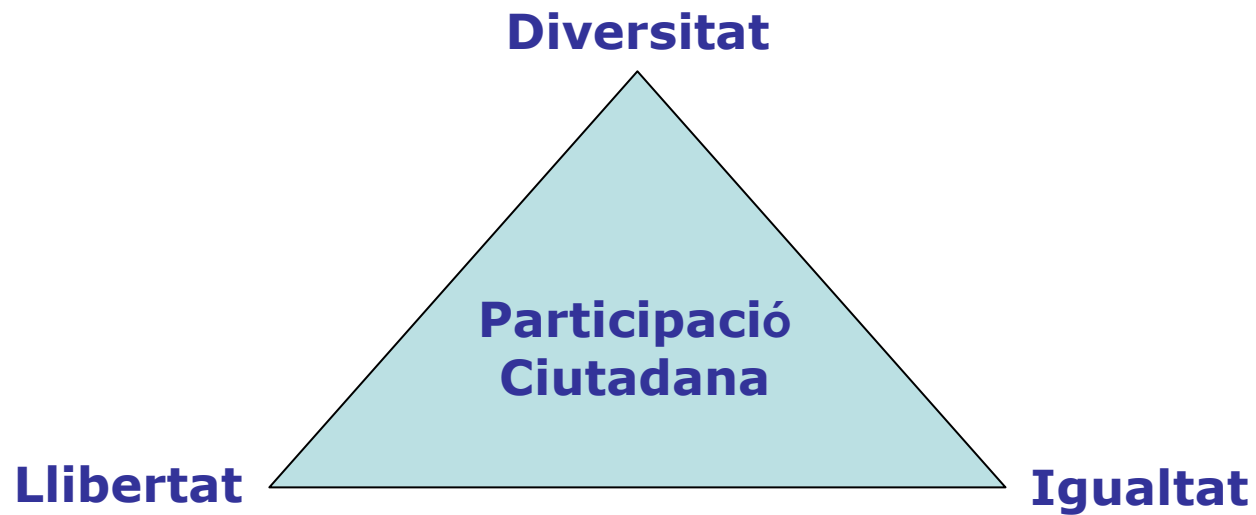 Diversitat
Participació
Ciutadana
Llibertat
Igualtat